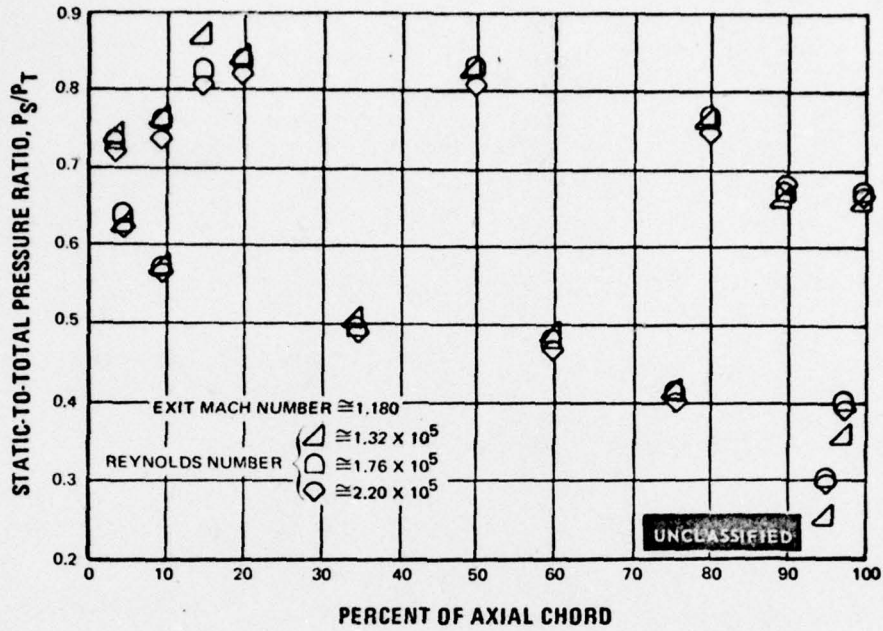 STATIC-TO-TOTAL PRESSURE RATIO, PS/PT
0.9
0.8
0.7
0.6
0.5
0.4
0.3
0.2
EXIT MACH NUMBER ≅1.180
REYNOLDS NUMBER
≅1.32 X 10⁵
≅1.76 X 10⁵
≅2.20 X 10⁵
UNCLASSIFIED
0 10 20 30 40 50 60 70 80 90 100
PERCENT OF AXIAL CHORD